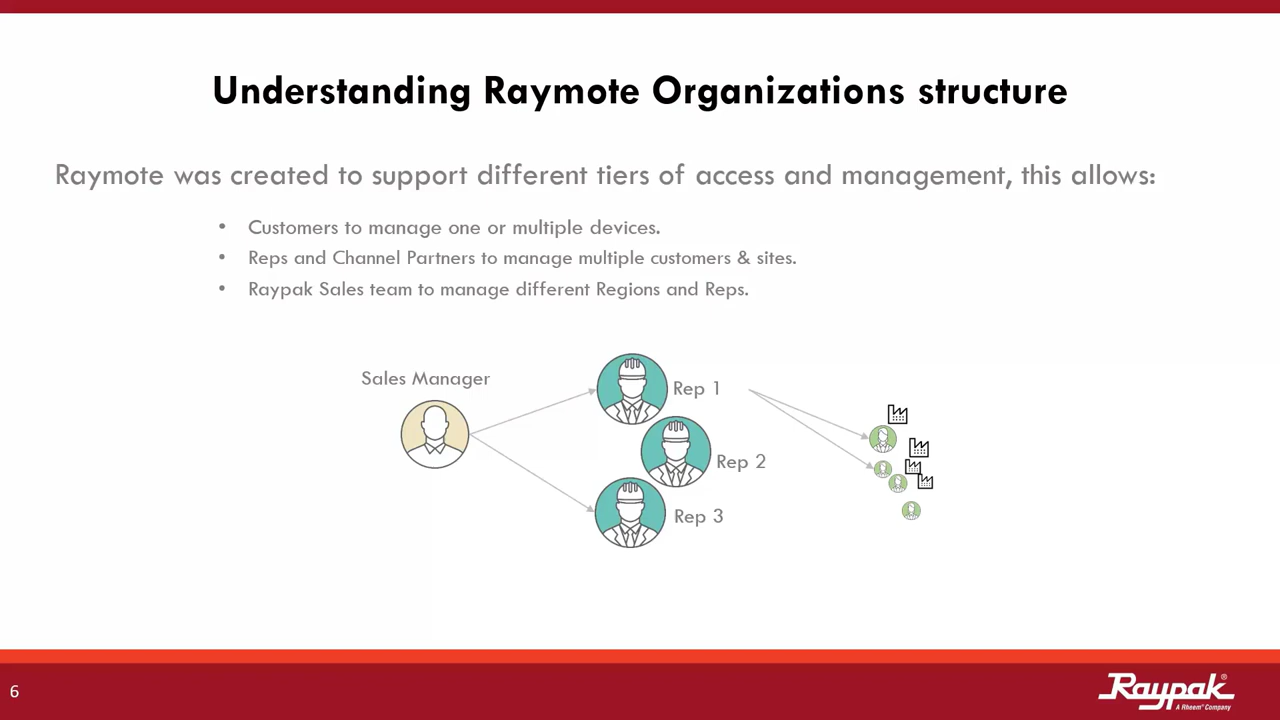 Understanding Raymote Organizations structure
Raymote was created to support different tiers of access and management, this allows:
• Customers to manage one or multiple devices.
• Reps and Channel Partners to manage multiple customers & sites.
• Raypak Sales team to manage different Regions and Reps.
Sales Manager
Rep 1
Rep 2
Rep 3
6
Raypak®
A Rheem® Company